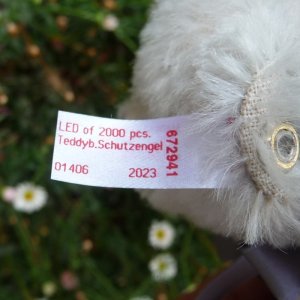 LED of 2000 pcs.
Teddyb.Schutzengel
01406 2023
672941